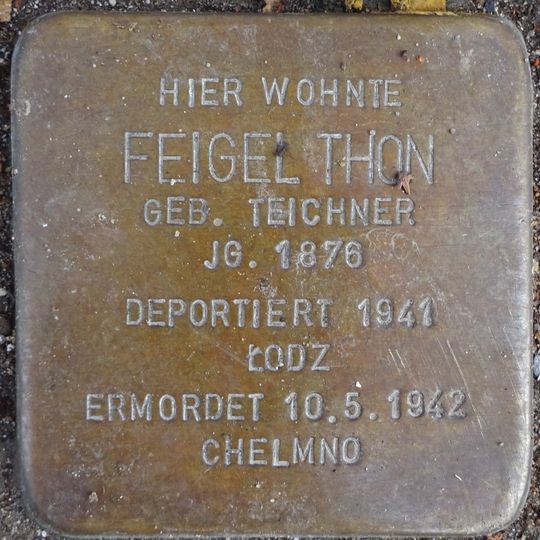 HIER WOHNTE
FEIGEL THON
GEB. TEICHNER
JG. 1876
DEPORTIERT 1941
ŁODZ
ERMORDET 10.5.1942
CHELMNO